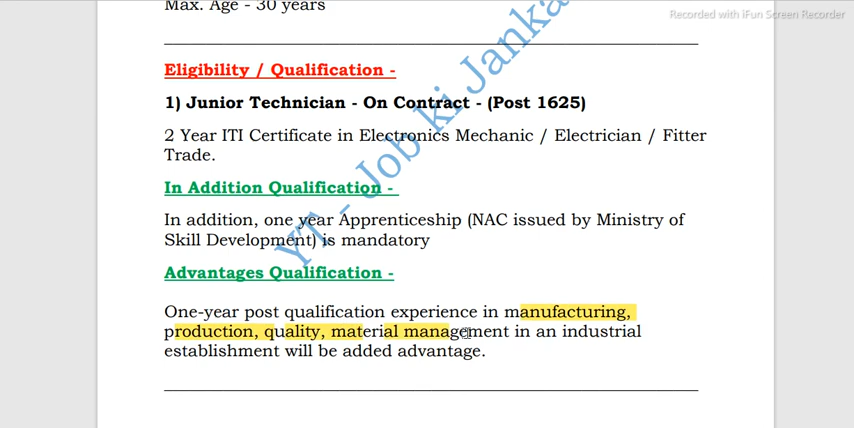 Max. Age - 30 years
Recorded with iFun Screen Recorder
Eligibility / Qualification -
1) Junior Technician - On Contract - (Post 1625)
2 Year ITI Certificate in Electronics Mechanic / Electrician / Fitter
Trade.
In Addition Qualification -
In addition, one year Apprenticeship (NAC issued by Ministry of
Skill Development) is mandatory
Advantages Qualification -
One-year post qualification experience in manufacturing,
production, quality, material management in an industrial
establishment will be added advantage.
YT - Job ki Janka